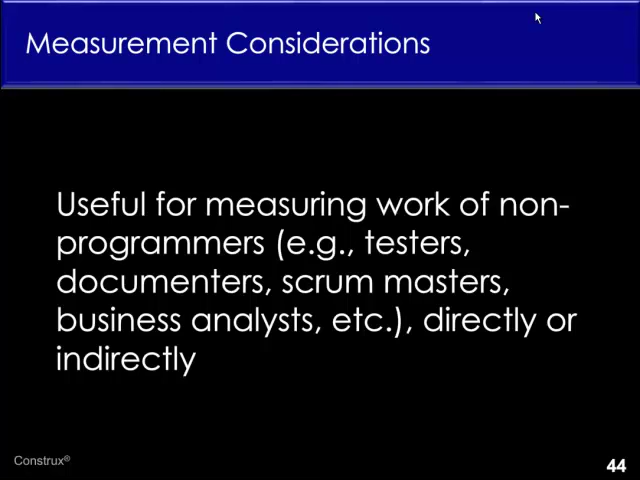 Measurement Considerations
Useful for measuring work of non-
programmers (e.g., testers,
documenters, scrum masters,
business analysts, etc.), directly or
indirectly
Construx®
44